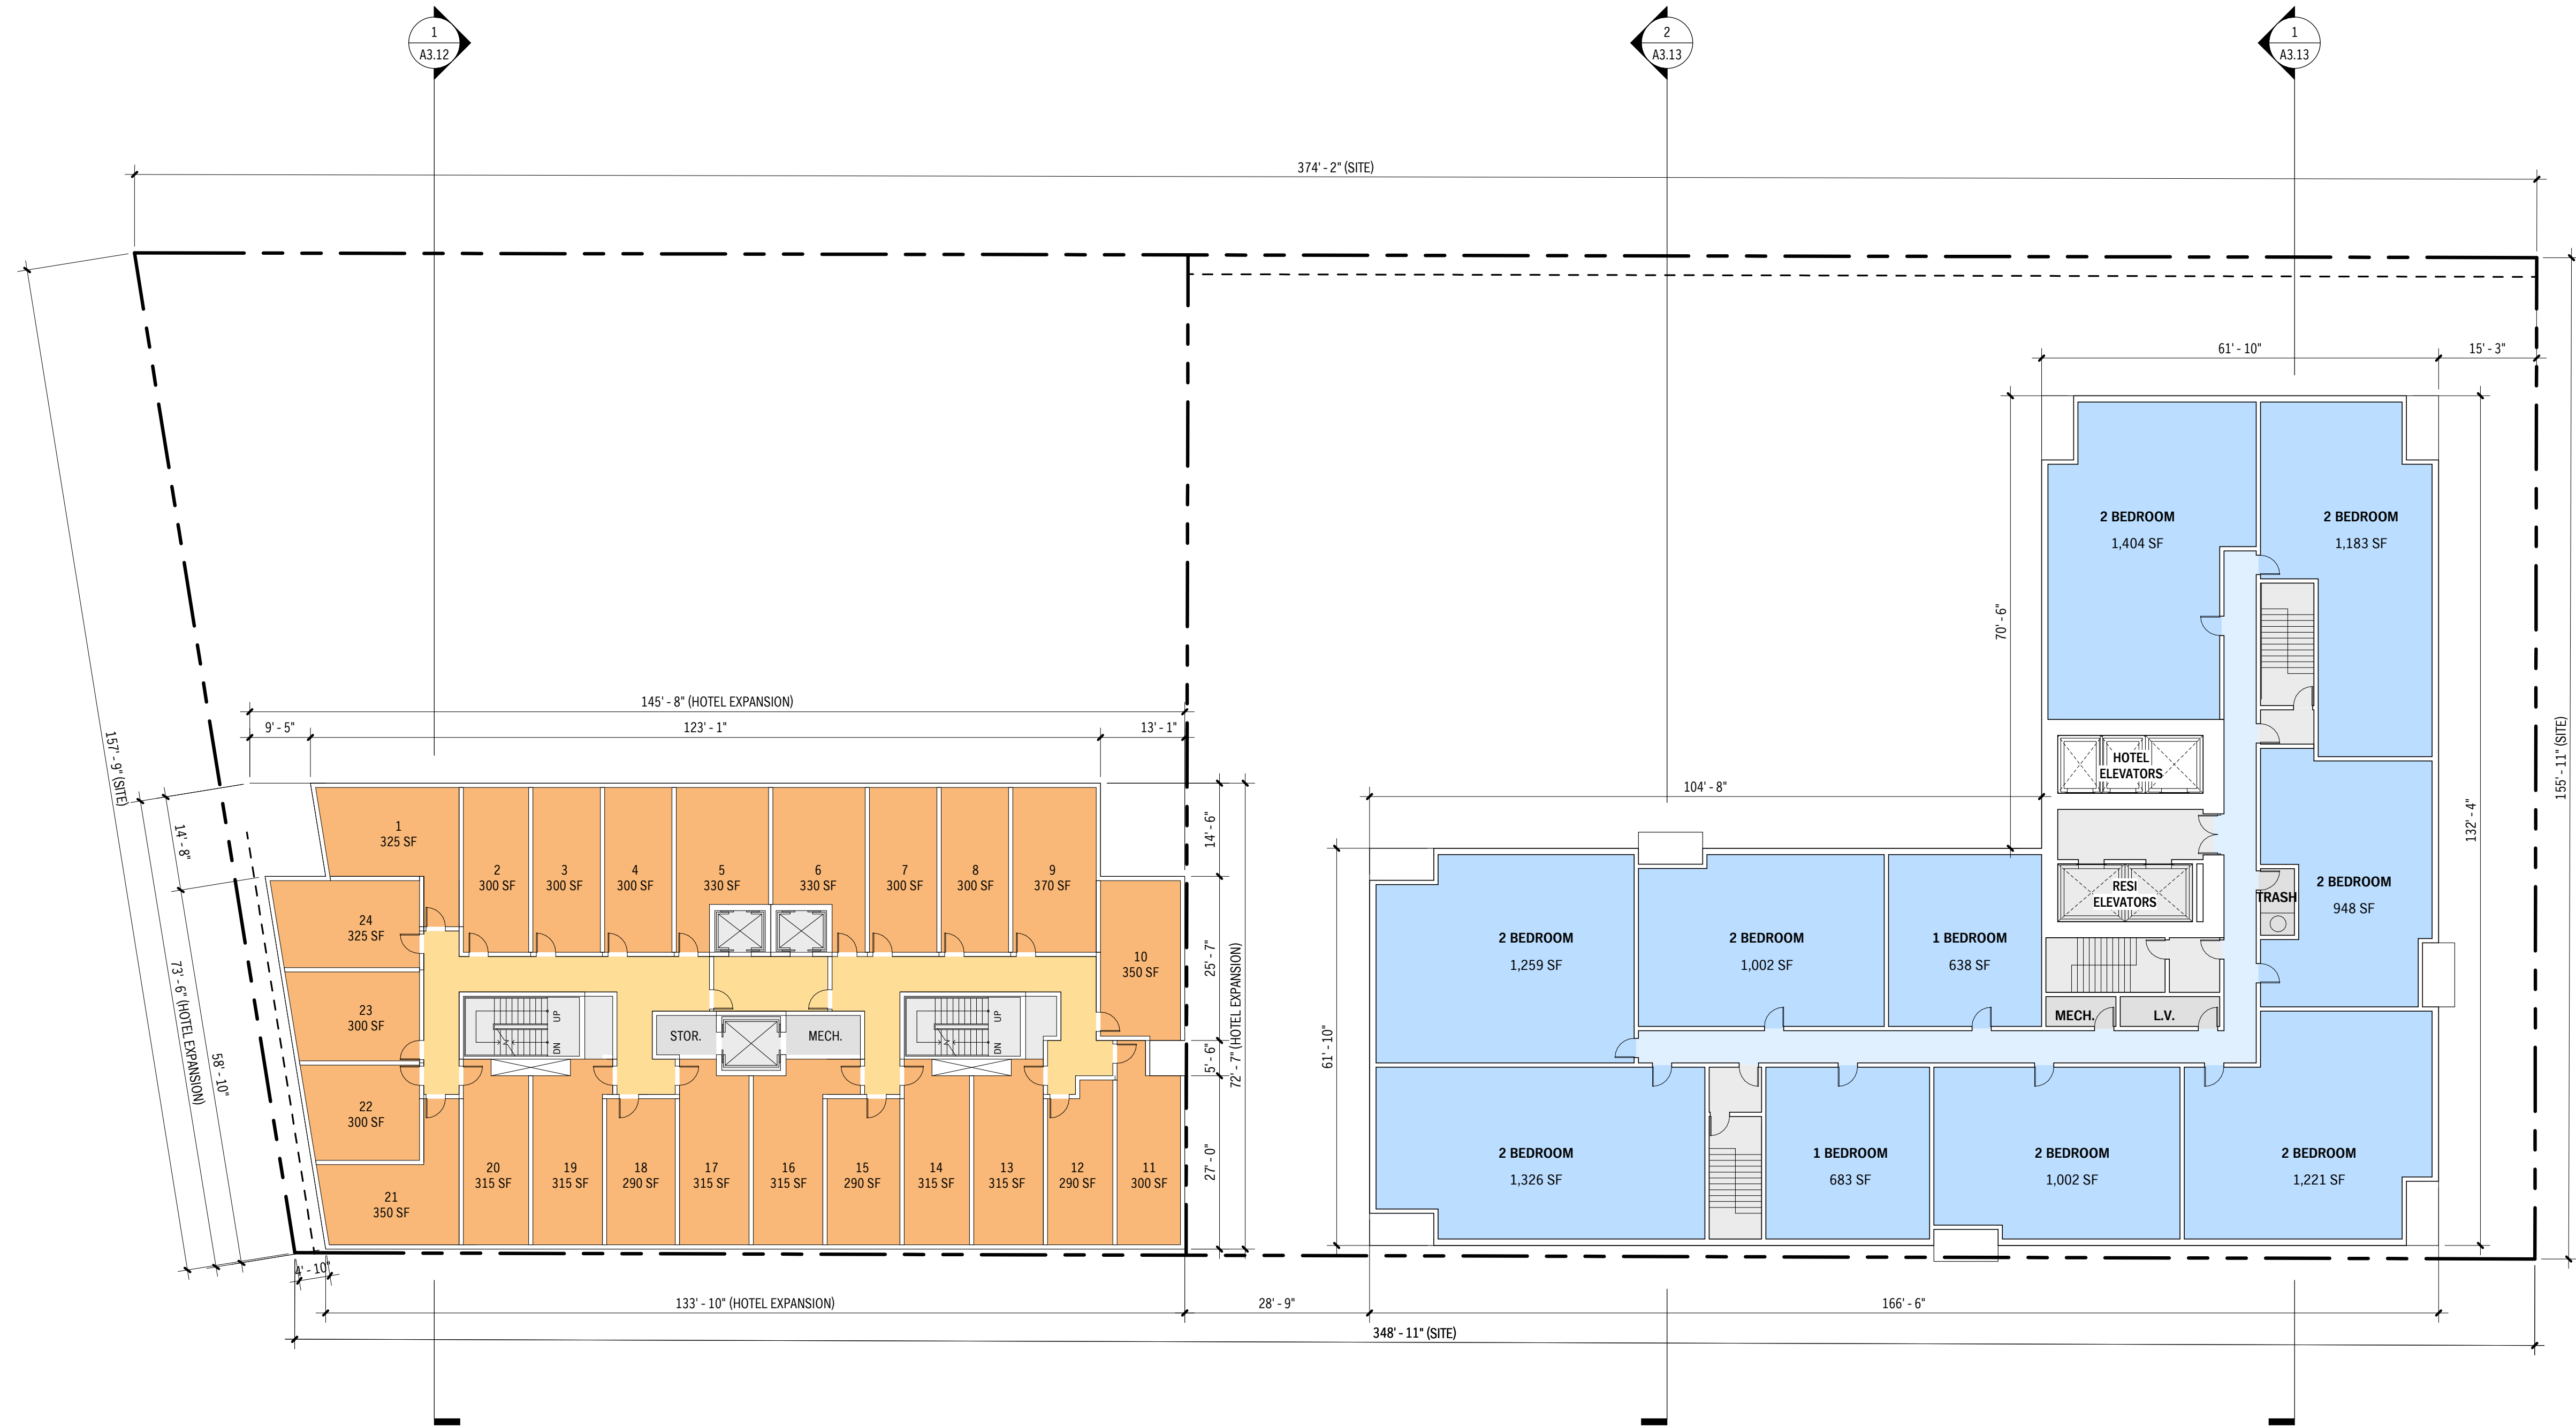 1
A3.12
2
A3.13
1
A3.13
374' - 2" (SITE)
61' - 10"
15' - 3"
2 BEDROOM
1,404 SF
2 BEDROOM
1,183 SF
70' - 6"
145' - 8" (HOTEL EXPANSION)
9' - 5"
123' - 1"
13' - 1"
157' - 9" (SITE)
155' - 11" (SITE)
HOTEL
ELEVATORS
104' - 8"
132' - 4"
14' - 8"
14' - 6"
1
325 SF
2
300 SF
3
300 SF
4
300 SF
5
330 SF
6
330 SF
7
300 SF
8
300 SF
9
370 SF
10
350 SF
24
325 SF
23
300 SF
22
300 SF
21
350 SF
73' - 6" (HOTEL EXPANSION)
58' - 10"
25' - 7"
72' - 7" (HOTEL EXPANSION)
5' - 6"
27' - 0"
UP
DN
STOR.
MECH.
UP
DN
20
315 SF
19
315 SF
18
290 SF
17
315 SF
16
315 SF
15
290 SF
14
315 SF
13
315 SF
12
290 SF
11
300 SF
RESI
ELEVATORS
TRASH
2 BEDROOM
948 SF
2 BEDROOM
1,259 SF
2 BEDROOM
1,002 SF
1 BEDROOM
638 SF
MECH.
L.V.
61' - 10"
2 BEDROOM
1,326 SF
1 BEDROOM
683 SF
2 BEDROOM
1,002 SF
2 BEDROOM
1,221 SF
4' - 10"
133' - 10" (HOTEL EXPANSION)
28' - 9"
166' - 6"
348' - 11" (SITE)